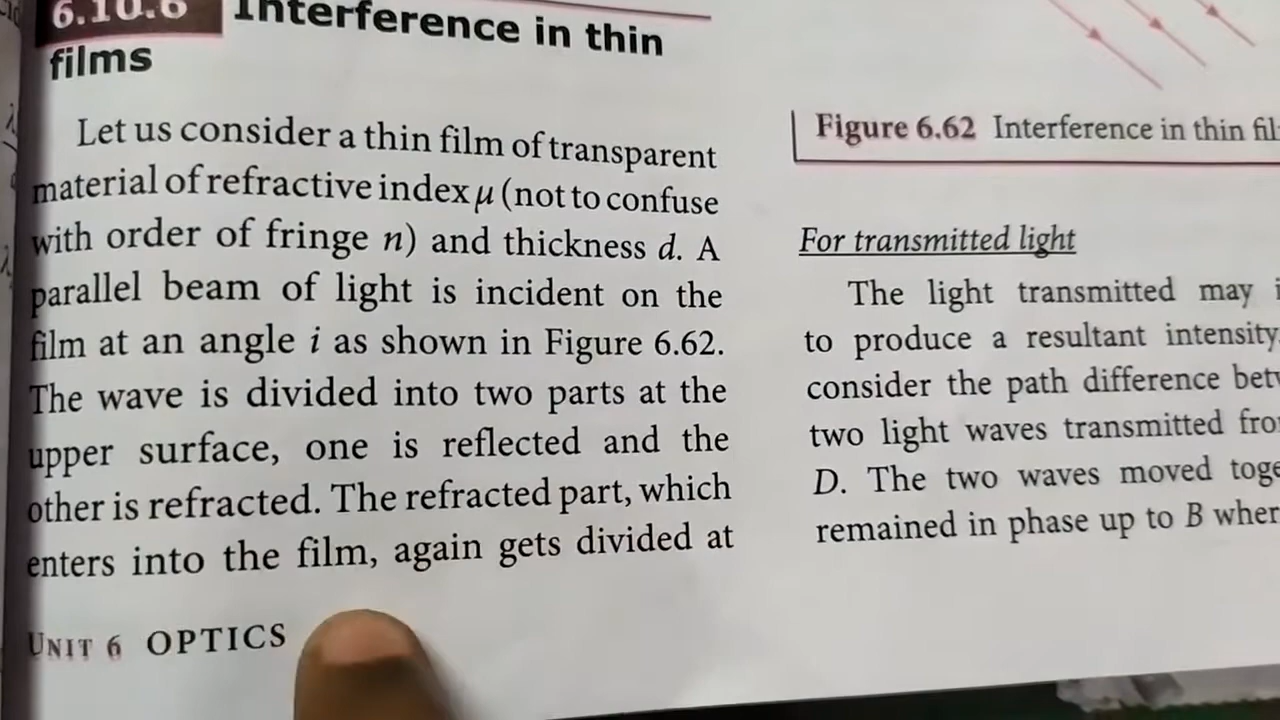 6.10.6 Interference in thin
films
Let us consider a thin film of transparent
material of refractive index μ (not to confuse
with order of fringe n) and thickness d. A
parallel beam of light is incident on the
film at an angle i as shown in Figure 6.62.
The wave is divided into two parts at the
upper surface, one is reflected and the
other is refracted. The refracted part, which
enters into the film, again gets divided at
UNIT 6 OPTICS
Figure 6.62 Interference in thin
For transmitted light
The light transmitted may
to produce a resultant intensity.
consider the path difference
two light waves transmitted
D. The two waves moved
remained in phase up to B